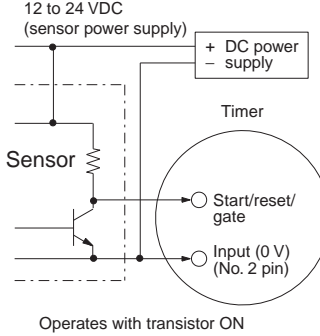 12 to 24 VDC
(sensor power supply)
+ DC power
− supply
Timer
Sensor
Start/reset/
gate
Input (0 V)
(No. 2 pin)
Operates with transistor ON